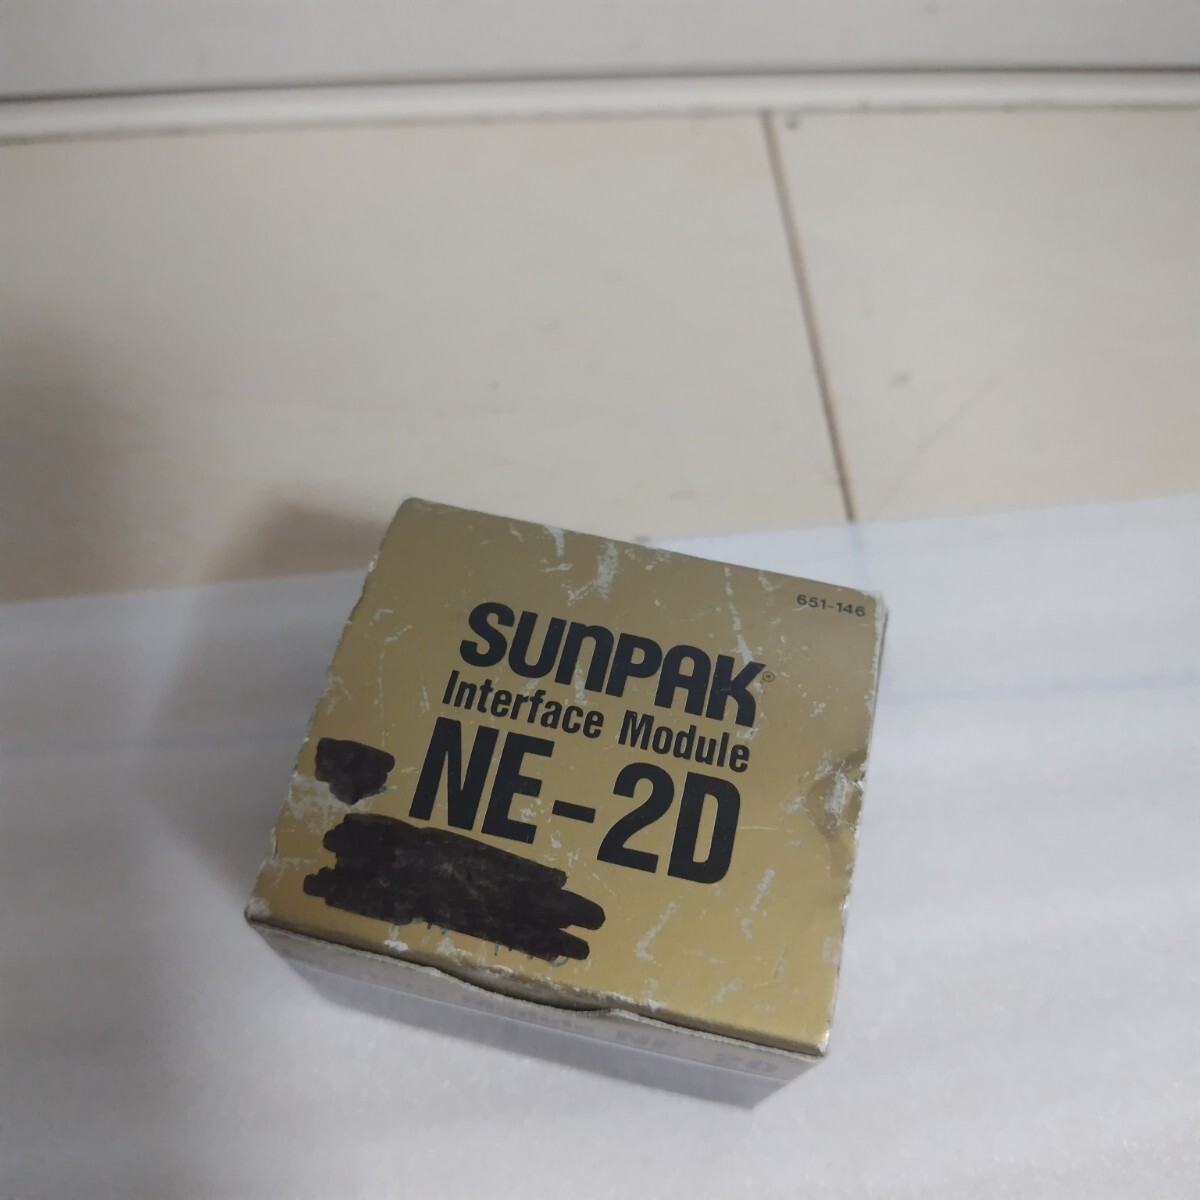 651-146
SUNPAK®
Interface Module
NE-2D